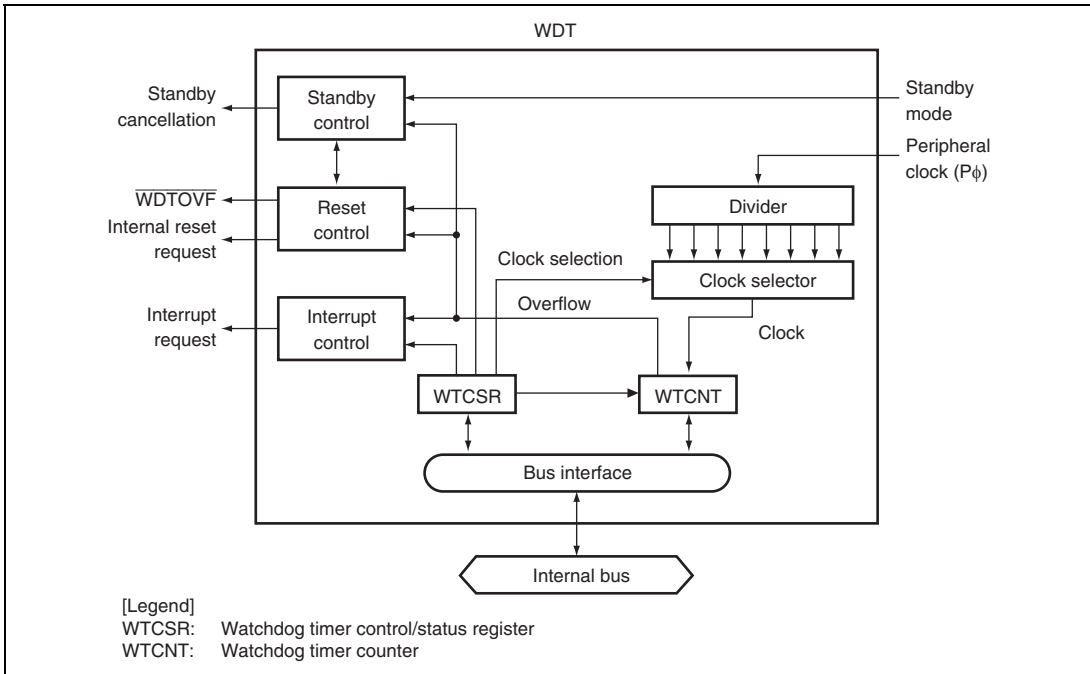 WDT
Standby
cancellation
Standby
control
Standby
mode
Peripheral
clock (Pϕ)
WDTOVF
Internal reset
request
Reset
control
Divider
Clock selection
Clock selector
Overflow
Interrupt
request
Interrupt
control
Clock
WTCSR
WTCNT
Bus interface
Internal bus
[Legend]
WTCSR: Watchdog timer control/status register
WTCNT: Watchdog timer counter